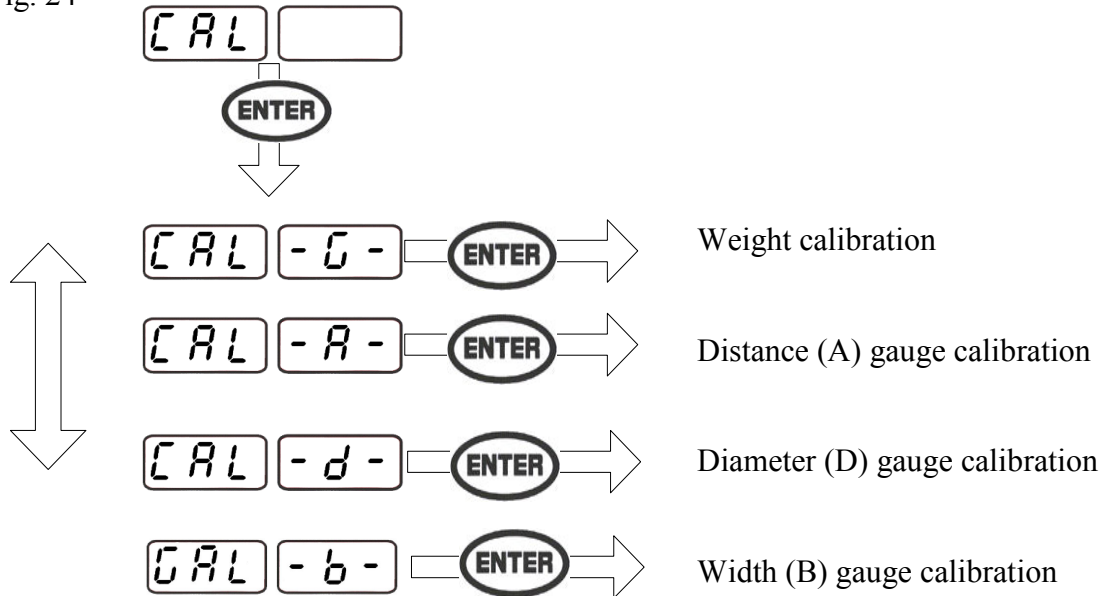 ig. 24
CAL
ENTER
CAL -G- ENTER Weight calibration
CAL -A- ENTER Distance (A) gauge calibration
CAL -d- ENTER Diameter (D) gauge calibration
GAL -b- ENTER Width (B) gauge calibration